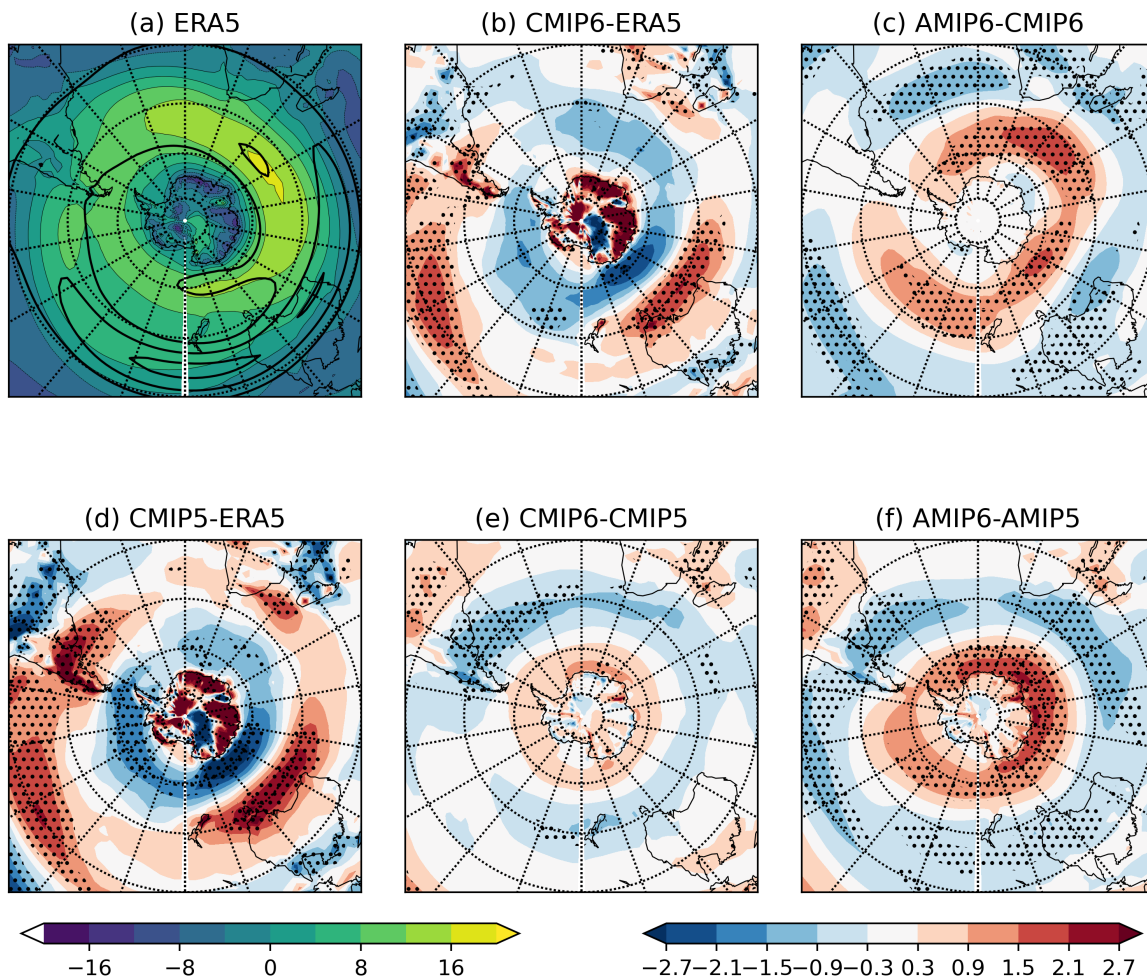 (a) ERA5
(b) CMIP6-ERA5
(c) AMIP6-CMIP6
(d) CMIP5-ERA5
(e) CMIP6-CMIP5
(f) AMIP6-AMIP5
−16 −8 0 8 16
−2.7 −2.1 −1.5 −0.9 −0.3 0.3 0.9 1.5 2.1 2.7